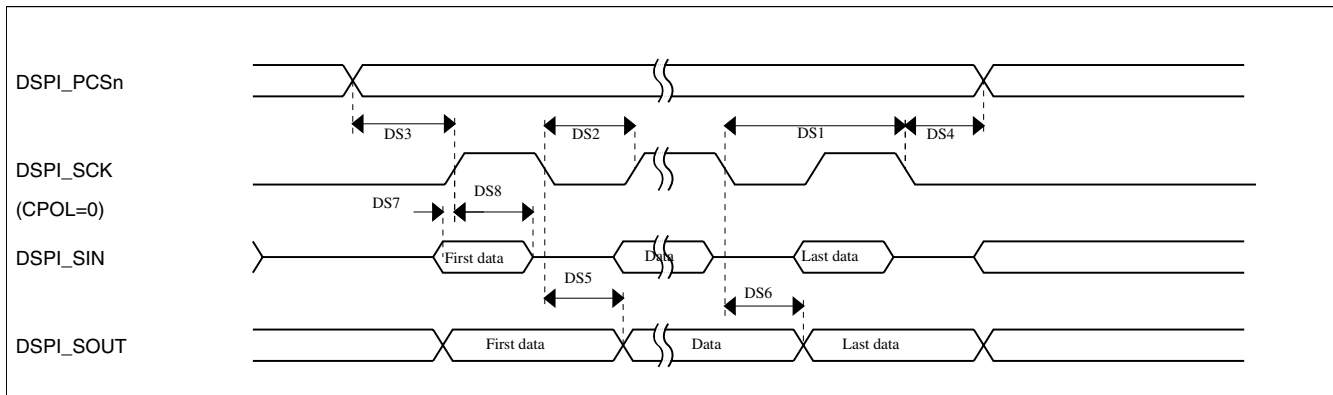 DSPI_PCSn
DS3
DS2
DS1
DS4
DSPI_SCK
(CPOL=0)
DS7
DS8
DSPI_SIN
First data
Data
Last data
DS5
DS6
DSPI_SOUT
First data
Data
Last data